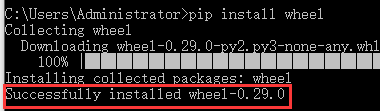 C:\Users\Administrator>pip install wheel
Collecting wheel
Downloading wheel-0.29.0-py2.py3-none-any.whl
100% |
Installing collected packages: wheel
Successfully installed wheel-0.29.0